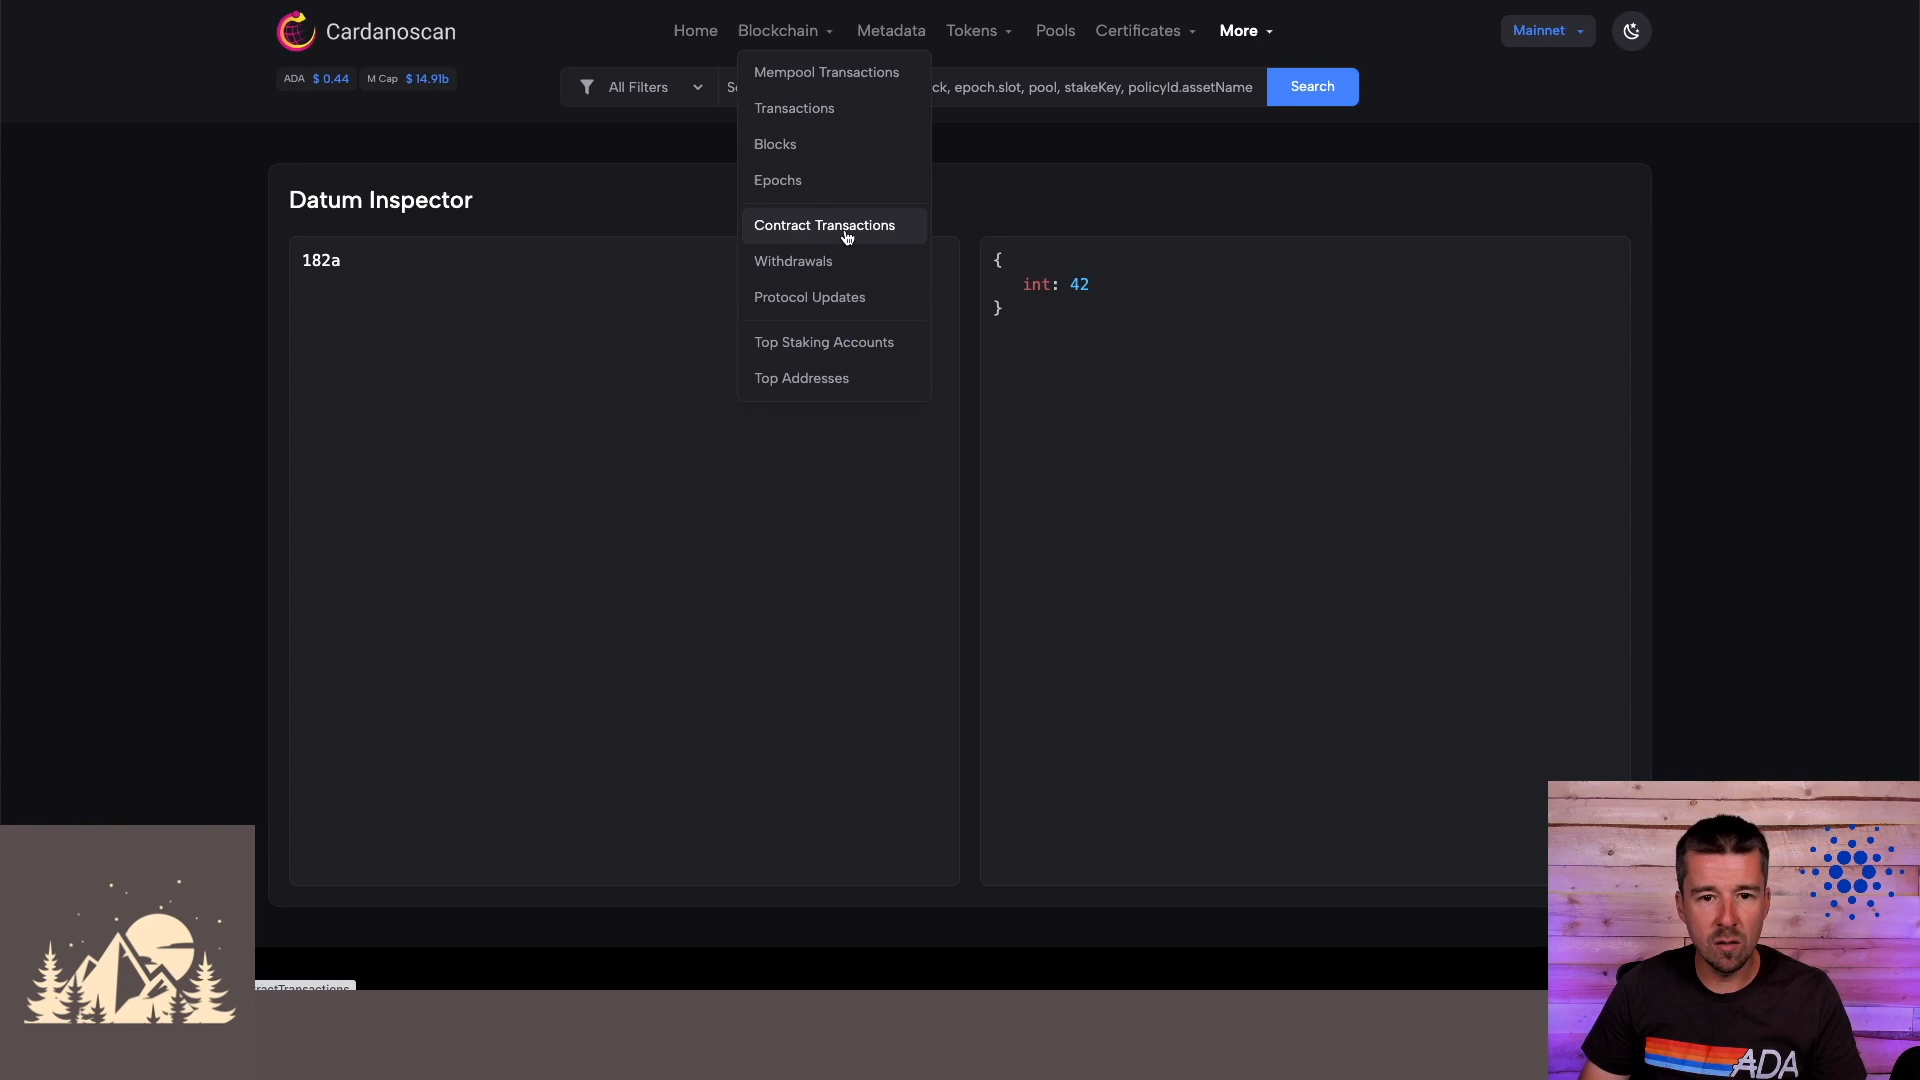 Cardanoscan
Home
Blockchain
Metadata
Tokens
Pools
Certificates
More
Mainnet
ADA $ 0.44
M Cap $ 14.91b
All Filters
epoch.slot, pool, stakeKey, policyId.assetName
Search
Mempool Transactions
Transactions
Blocks
Epochs
Contract Transactions
Withdrawals
Protocol Updates
Top Staking Accounts
Top Addresses
Datum Inspector
182a
{
int: 42
}
ADA